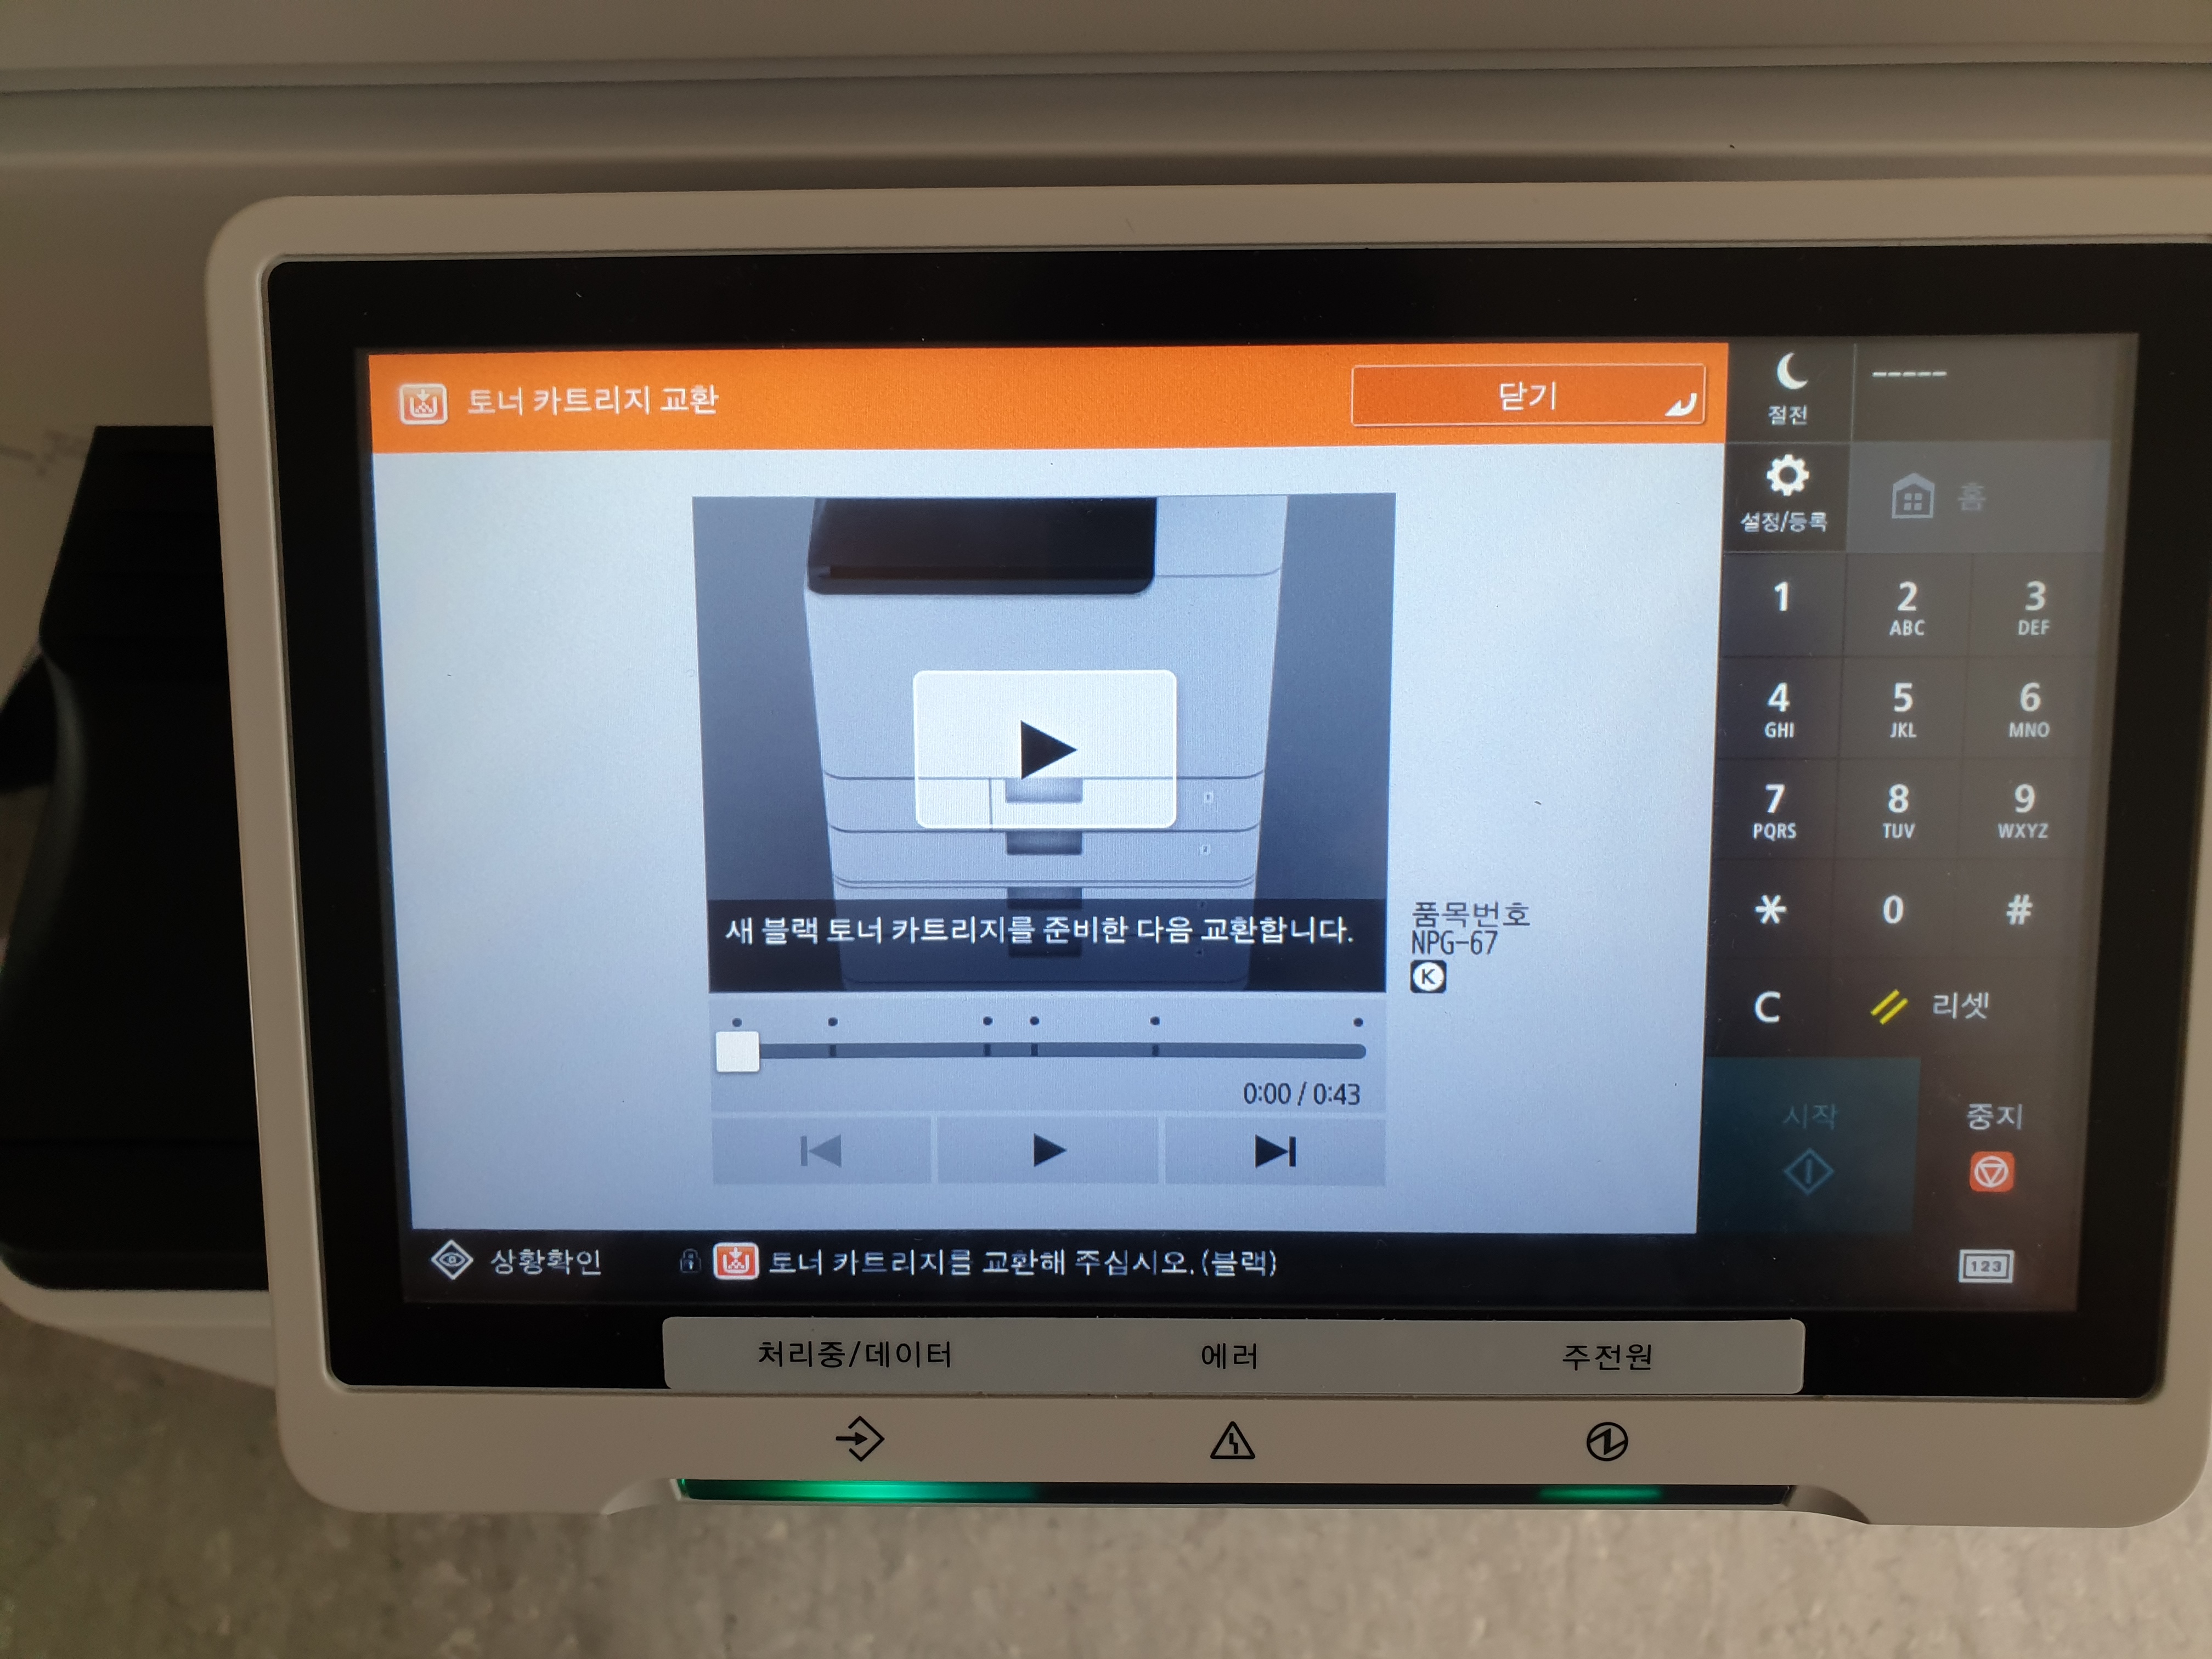 토너 카트리지 교환
닫기
새 블랙 토너 카트리지를 준비한 다음 교환합니다.
품목번호
NPG-67
K
0:00 / 0:43
상황확인
토너 카트리지를 교환해 주십시오. (블랙)
절전
-----
설정/등록
홈
1
2 ABC
3 DEF
4 GHI
5 JKL
6 MNO
7 PQRS
8 TUV
9 WXYZ
*
0
#
C
리셋
시작
중지
123
처리중/데이터
에러
주전원